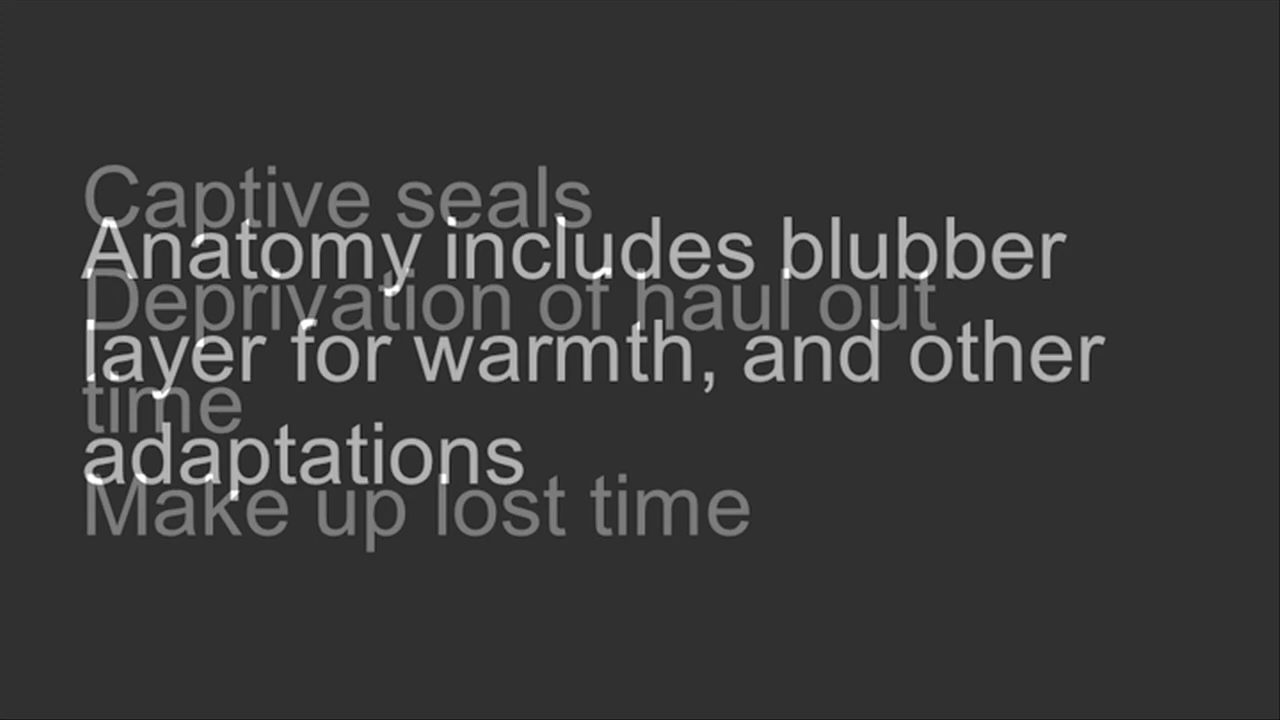 Captive seals
Anatomy includes blubber
Deprivation of haul out
layer for warmth, and other
time
adaptations
Make up lost time